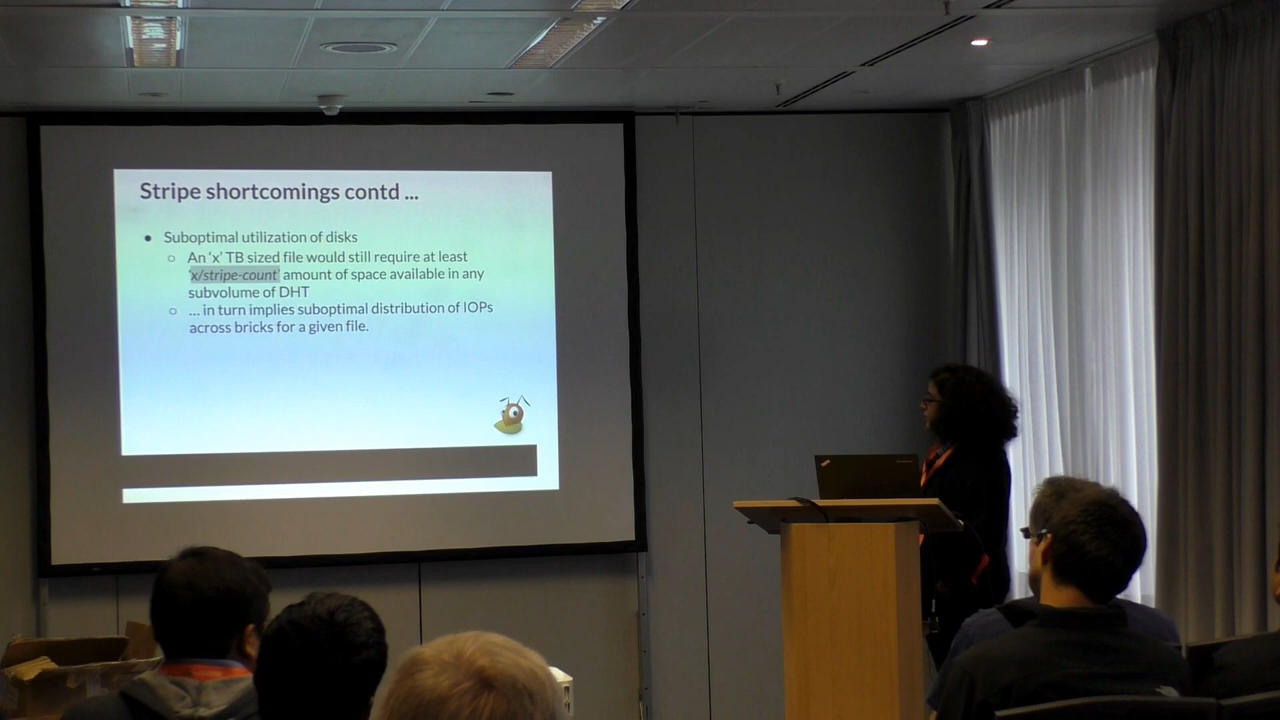 Stripe shortcomings contd ...
● Suboptimal utilization of disks
○ An 'x' TB sized file would still require at least
'x/stripe-count' amount of space available in any
subvolume of DHT
○ ... in turn implies suboptimal distribution of IOPs
across bricks for a given file.